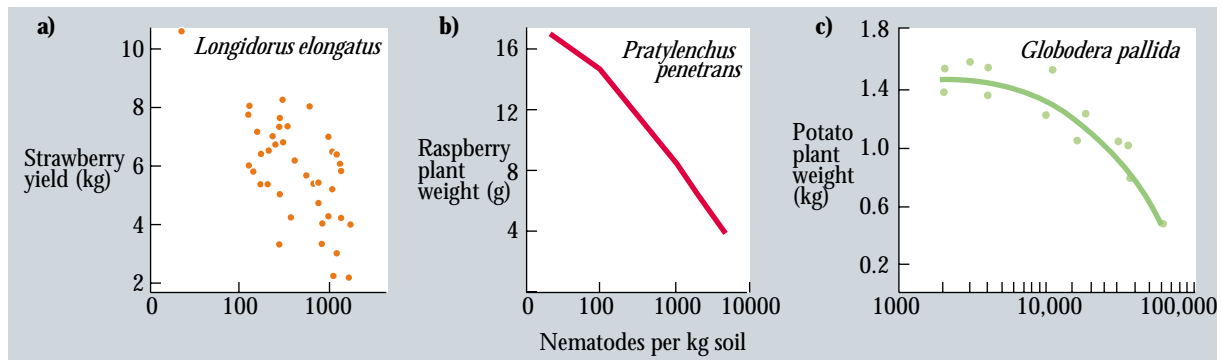 a)
Longidorus elongatus
Strawberry
yield (kg)
10
8
6
4
2
0
100
1000
b)
Pratylenchus
penetrans
Raspberry
plant
weight (g)
16
12
8
4
0
100
1000
10000
c)
Globodera pallida
Potato
plant
weight
(kg)
1.8
1.4
1.0
0.6
0.2
1000
10,000
100,000
Nematodes per kg soil